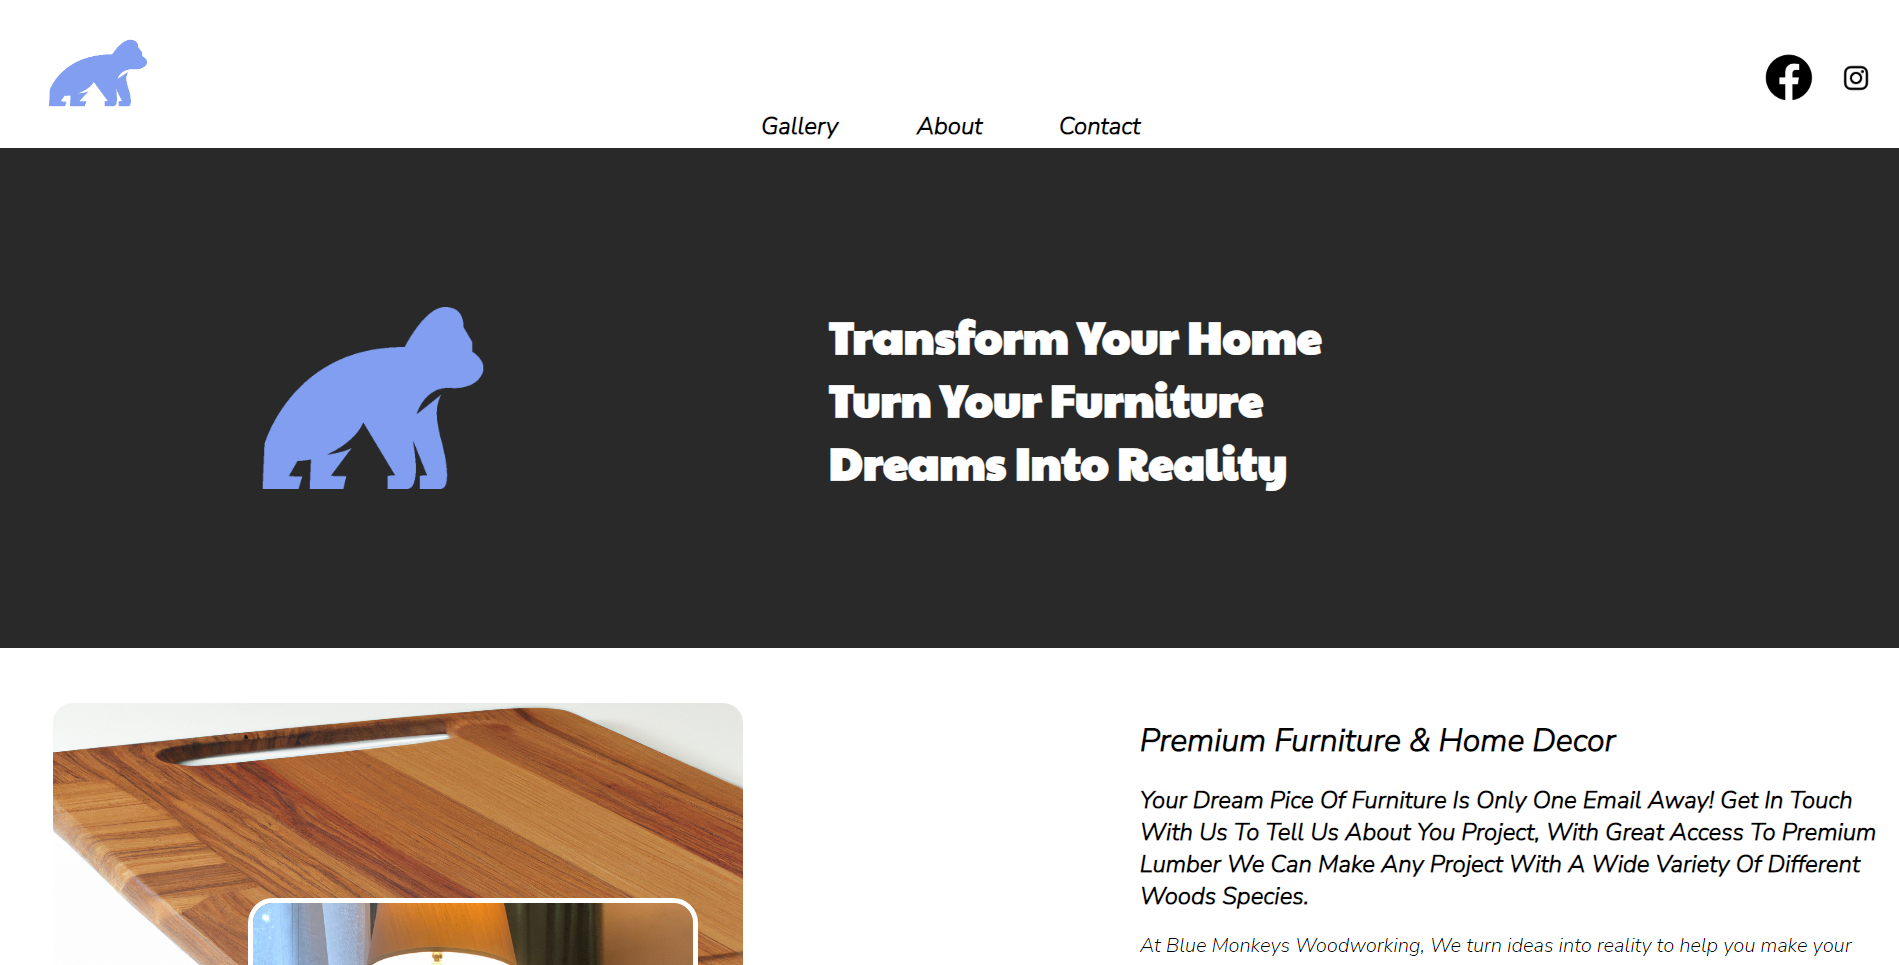 Gallery About Contact
Transform Your Home
Turn Your Furniture
Dreams Into Reality
Premium Furniture & Home Decor
Your Dream Pice Of Furniture Is Only One Email Away! Get In Touch
With Us To Tell Us About You Project, With Great Access To Premium
Lumber We Can Make Any Project With A Wide Variety Of Different
Woods Species.
At Blue Monkeys Woodworking, We turn ideas into reality to help you make your